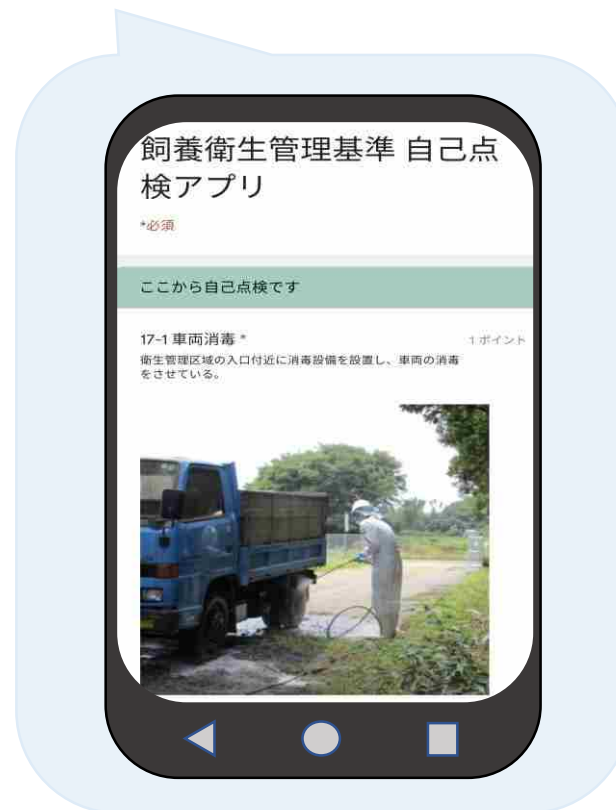 飼養衛生管理基準 自己点
検アプリ
*必須
ここから自己点検です
17-1 車両消毒 *
1 ポイント
衛生管理区域の入口付近に消毒設備を設置し、車両の消毒
をさせている。